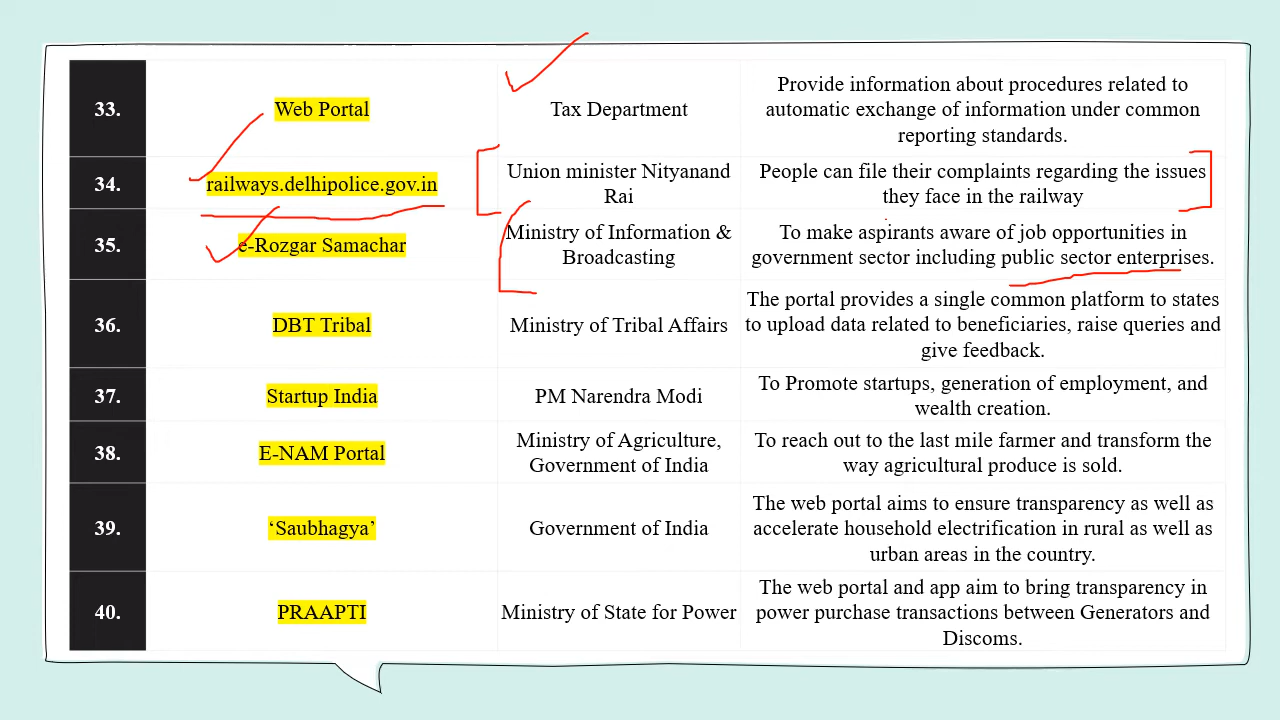 33.
Web Portal
Tax Department
Provide information about procedures related to
automatic exchange of information under common
reporting standards.
34.
railways.delhipolice.gov.in
Union minister Nityanand
Rai
People can file their complaints regarding the issues
they face in the railway
35.
e-Rozgar Samachar
Ministry of Information &
Broadcasting
To make aspirants aware of job opportunities in
government sector including public sector enterprises.
36.
DBT Tribal
Ministry of Tribal Affairs
The portal provides a single common platform to states
to upload data related to beneficiaries, raise queries and
give feedback.
37.
Startup India
PM Narendra Modi
To Promote startups, generation of employment, and
wealth creation.
38.
E-NAM Portal
Ministry of Agriculture,
Government of India
To reach out to the last mile farmer and transform the
way agricultural produce is sold.
39.
‘Saubhagya’
Government of India
The web portal aims to ensure transparency as well as
accelerate household electrification in rural as well as
urban areas in the country.
40.
PRAAPTI
Ministry of State for Power
The web portal and app aim to bring transparency in
power purchase transactions between Generators and
Discoms.